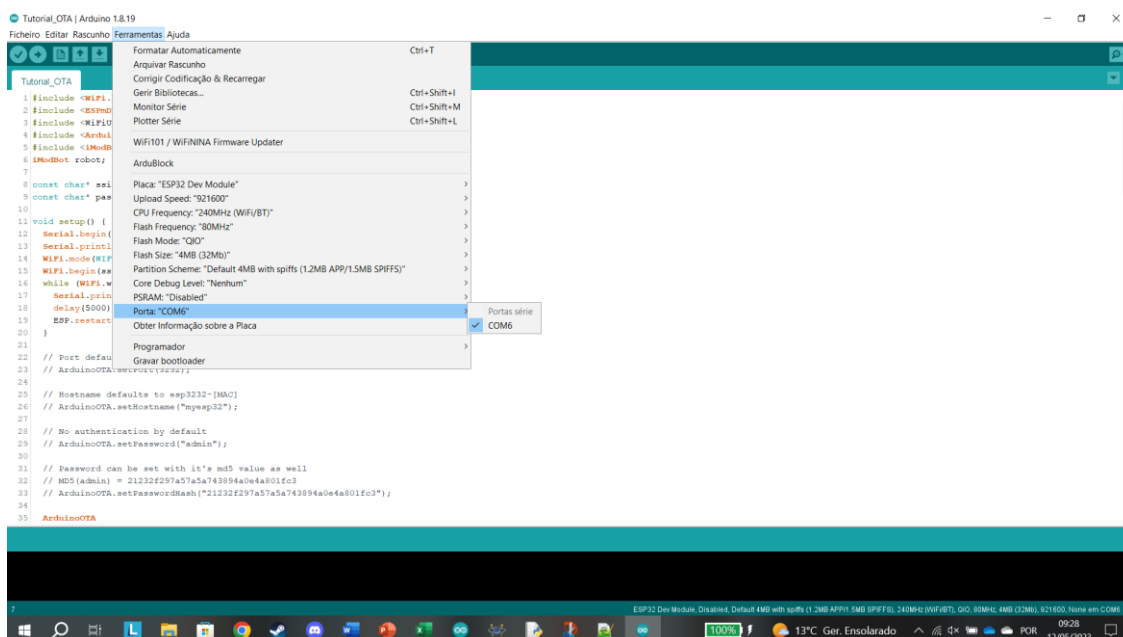 Tutorial_OTA | Arduino 1.8.19
Ficheiro Editar Rascunho Ferramentas Ajuda
Tutorial_OTA
Formatar Automaticamente Ctrl+T
Arquivar Rascunho
Corrigir Codificação & Recarregar
Gerir Bibliotecas... Ctrl+Shift+I
Monitor Série Ctrl+Shift+M
Plotter Série Ctrl+Shift+L
WiFi101 / WiFiNINA Firmware Updater
ArduBlock
Placa: "ESP32 Dev Module"
Upload Speed: "921600"
CPU Frequency: "240MHz (WiFi/BT)"
Flash Frequency: "80MHz"
Flash Mode: "QIO"
Flash Size: "4MB (32Mb)"
Partition Scheme: "Default 4MB with spiffs (1.2MB APP/1.5MB SPIFFS)"
Core Debug Level: "Nenhum"
PSRAM: "Disabled"
Porta: "COM6"
Obter Informação sobre a Placa
Programador
Gravar bootloader
Portas série
COM6
1 #include <WiFi.
2 #include <ESPmD
3 #include <WiFiU
4 #include <Ardui
5 #include <iModB
6 iModBot robot;
7
8 const char* ssi
9 const char* pas
10
11 void setup() {
12 Serial.begin(
13 Serial.printl
14 WiFi.mode(WIF
15 WiFi.begin(ss
16 while (WiFi.w
17 Serial.prin
18 delay(5000)
19 ESP.restart
20 }
21
22 // Port defau
23 // ArduinoOTA.setPort(3232);
24
25 // Hostname defaults to esp3232-[MAC]
26 // ArduinoOTA.setHostname("myesp32");
27
28 // No authentication by default
29 // ArduinoOTA.setPassword("admin");
30
31 // Password can be set with it's md5 value as well
32 // MD5(admin) = 21232f297a57a5a743894a0e4a801fc3
33 // ArduinoOTA.setPasswordHash("21232f297a57a5a743894a0e4a801fc3");
34
35 ArduinoOTA
7 ESP32 Dev Module, Disabled, Default 4MB with spiffs (1.2MB APP/1.5MB SPIFFS), 240MHz (WiFi/BT), QIO, 80MHz, 4MB (32Mb), 921600, None em COM6
100% 13°C Ger. Ensolarado POR 09:28